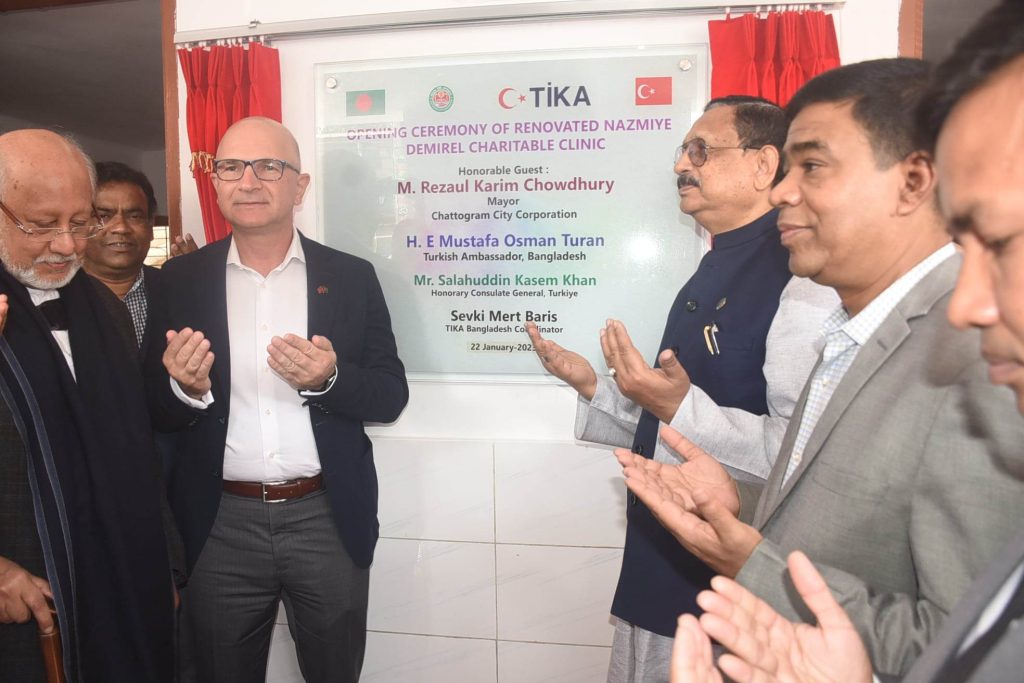 TİKA
OPENING CEREMONY OF RENOVATED NAZMIYE
DEMIREL CHARITABLE CLINIC
Honorable Guest :
M. Rezaul Karim Chowdhury
Mayor
Chattogram City Corporation
H. E Mustafa Osman Turan
Turkish Ambassador, Bangladesh
Mr. Salahuddin Kasem Khan
Honorary Consulate General, Turkiye
Sevki Mert Baris
TIKA Bangladesh Coordinator
22 January-2023